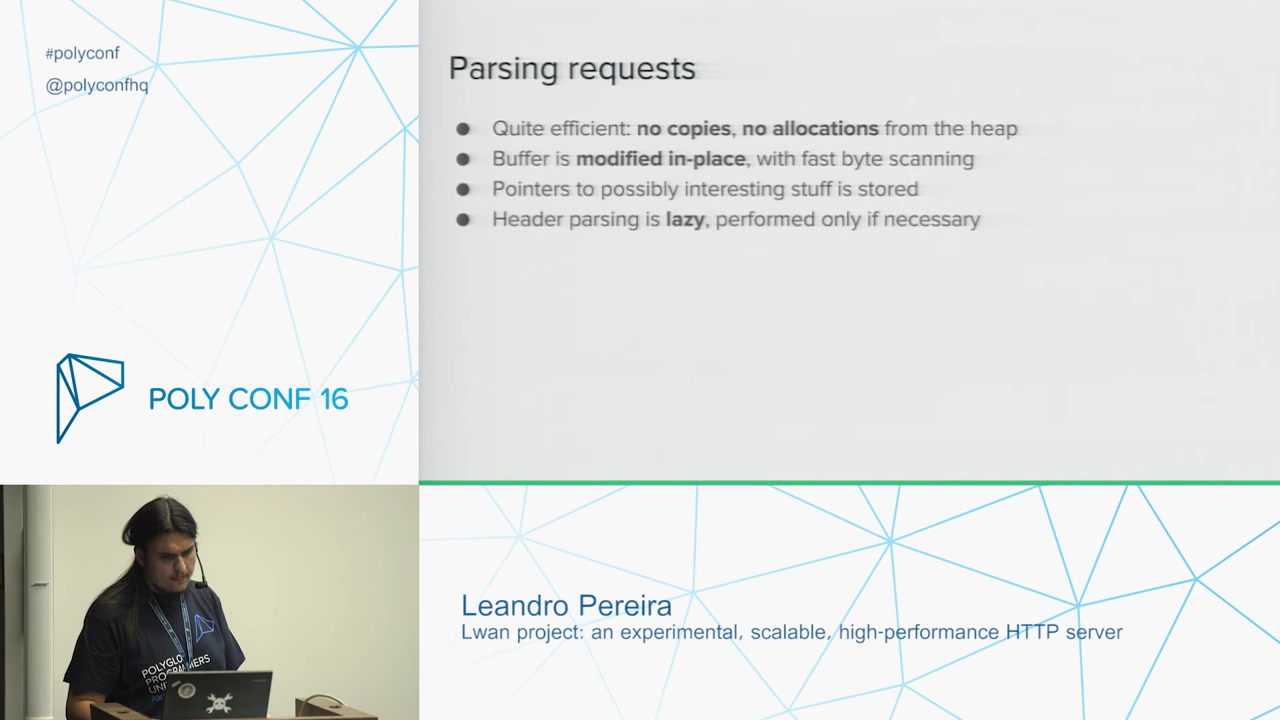 #polyconf
@polyconfhq
POLY CONF 16
Parsing requests
● Quite efficient: no copies, no allocations from the heap
● Buffer is modified in-place, with fast byte scanning
● Pointers to possibly interesting stuff is stored
● Header parsing is lazy, performed only if necessary
Leandro Pereira
Lwan project: an experimental, scalable, high-performance HTTP server